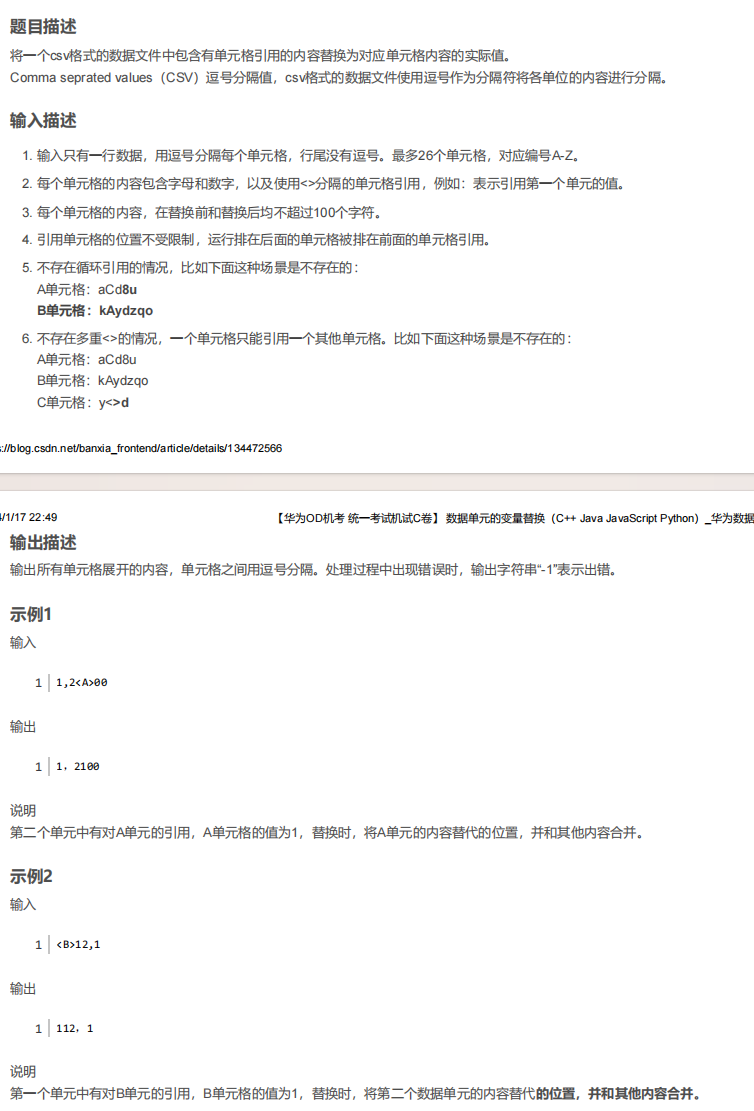 题目描述
将一个csv格式的数据文件中包含有单元格引用的内容替换为对应单元格内容的实际值。
Comma seprated values（CSV）逗号分隔值，csv格式的数据文件使用逗号作为分隔符将各单位的内容进行分隔。
输入描述
1. 输入只有一行数据，用逗号分隔每个单元格，行尾没有逗号。最多26个单元格，对应编号A-Z。
2. 每个单元格的内容包含字母和数字，以及使用<>分隔的单元格引用，例如：表示引用第一个单元的值。
3. 每个单元格的内容，在替换前和替换后均不超过100个字符。
4. 引用单元格的位置不受限制，运行排在后面的单元格被排在前面的单元格引用。
5. 不存在循环引用的情况，比如下面这种场景是不存在的：
A单元格：aCd8u
B单元格：kAydzqo
6. 不存在多重<>的情况，一个单元格只能引用一个其他单元格。比如下面这种场景是不存在的：
A单元格：aCd8u
B单元格：kAydzqo
C单元格：y<>d
s://blog.csdn.net/banxia_frontend/article/details/134472566
4/1/17 22:49
【华为OD机考 统一考试机试C卷】 数据单元的变量替换（C++ Java JavaScript Python）_华为数据
输出描述
输出所有单元格展开的内容，单元格之间用逗号分隔。处理过程中出现错误时，输出字符串“-1”表示出错。
示例1
输入
1 1,2<A>00
输出
1 1，2100
说明
第二个单元中有对A单元的引用，A单元格的值为1，替换时，将A单元的内容替代的位置，并和其他内容合并。
示例2
输入
1 <B>12,1
输出
1 112，1
说明
第一个单元中有对B单元的引用，B单元格的值为1，替换时，将第二个数据单元的内容替代的位置，并和其他内容合并。